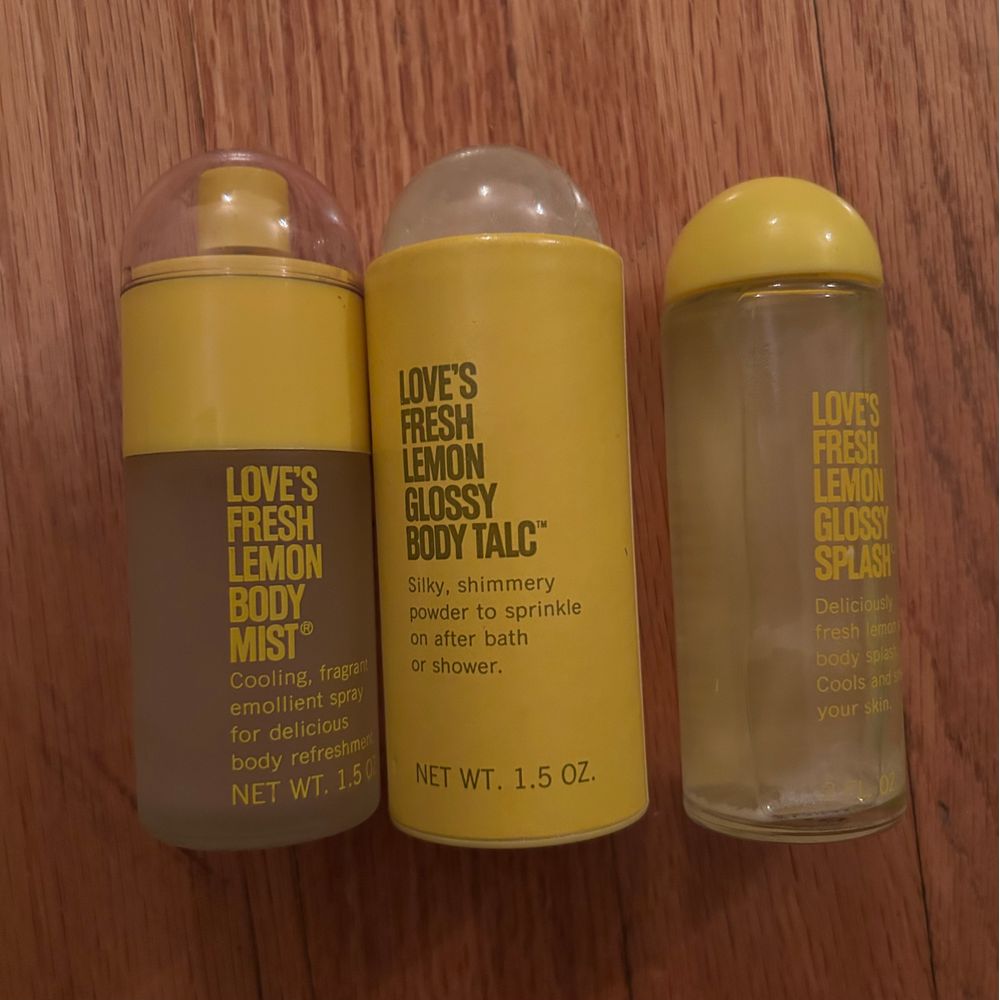 LOVE'S
FRESH
LEMON
BODY
MIST®
Cooling, fragrant
emollient spray
for delicious
body refreshment
NET WT. 1.5
LOVE'S
FRESH
LEMON
GLOSSY
BODY TALC™
Silky, shimmery
powder to sprinkle
on after bath
or shower.
NET WT. 1.5 OZ.
LOVE'S
FRESH
LEMON
GLOSSY
SPLASH
Deliciously
fresh lemon
body splash
Cools and
your skin.
FL. OZ